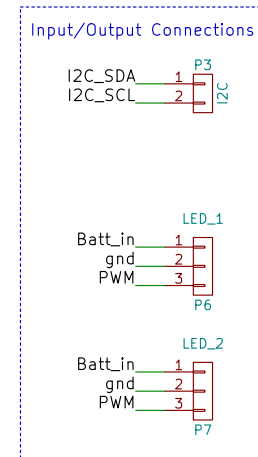 Input/Output Connections
P3
I2C_SDA 1
I2C_SCL 2
I2C
LED_1
Batt_in 1
gnd 2
PWM 3
P6
LED_2
Batt_in 1
gnd 2
PWM 3
P7